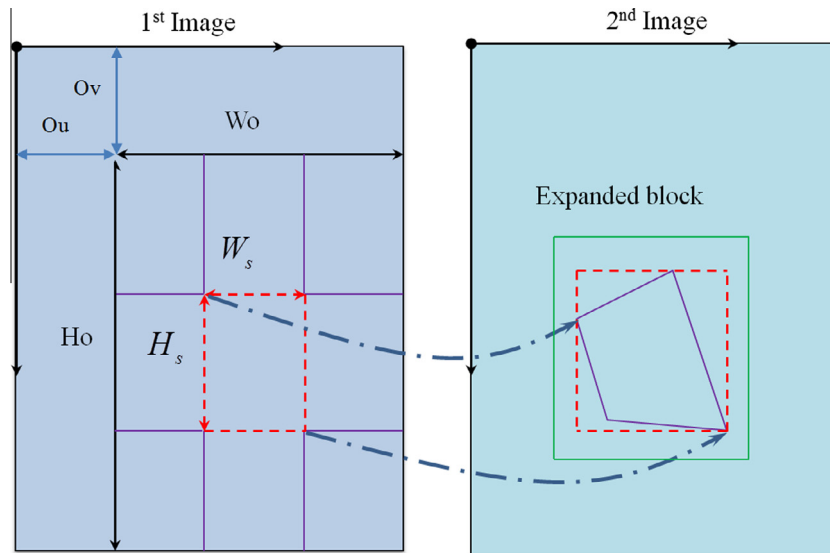 1st Image
2nd Image
Ov
Ou
Wo
Expanded block
Ws
Ho
Hs